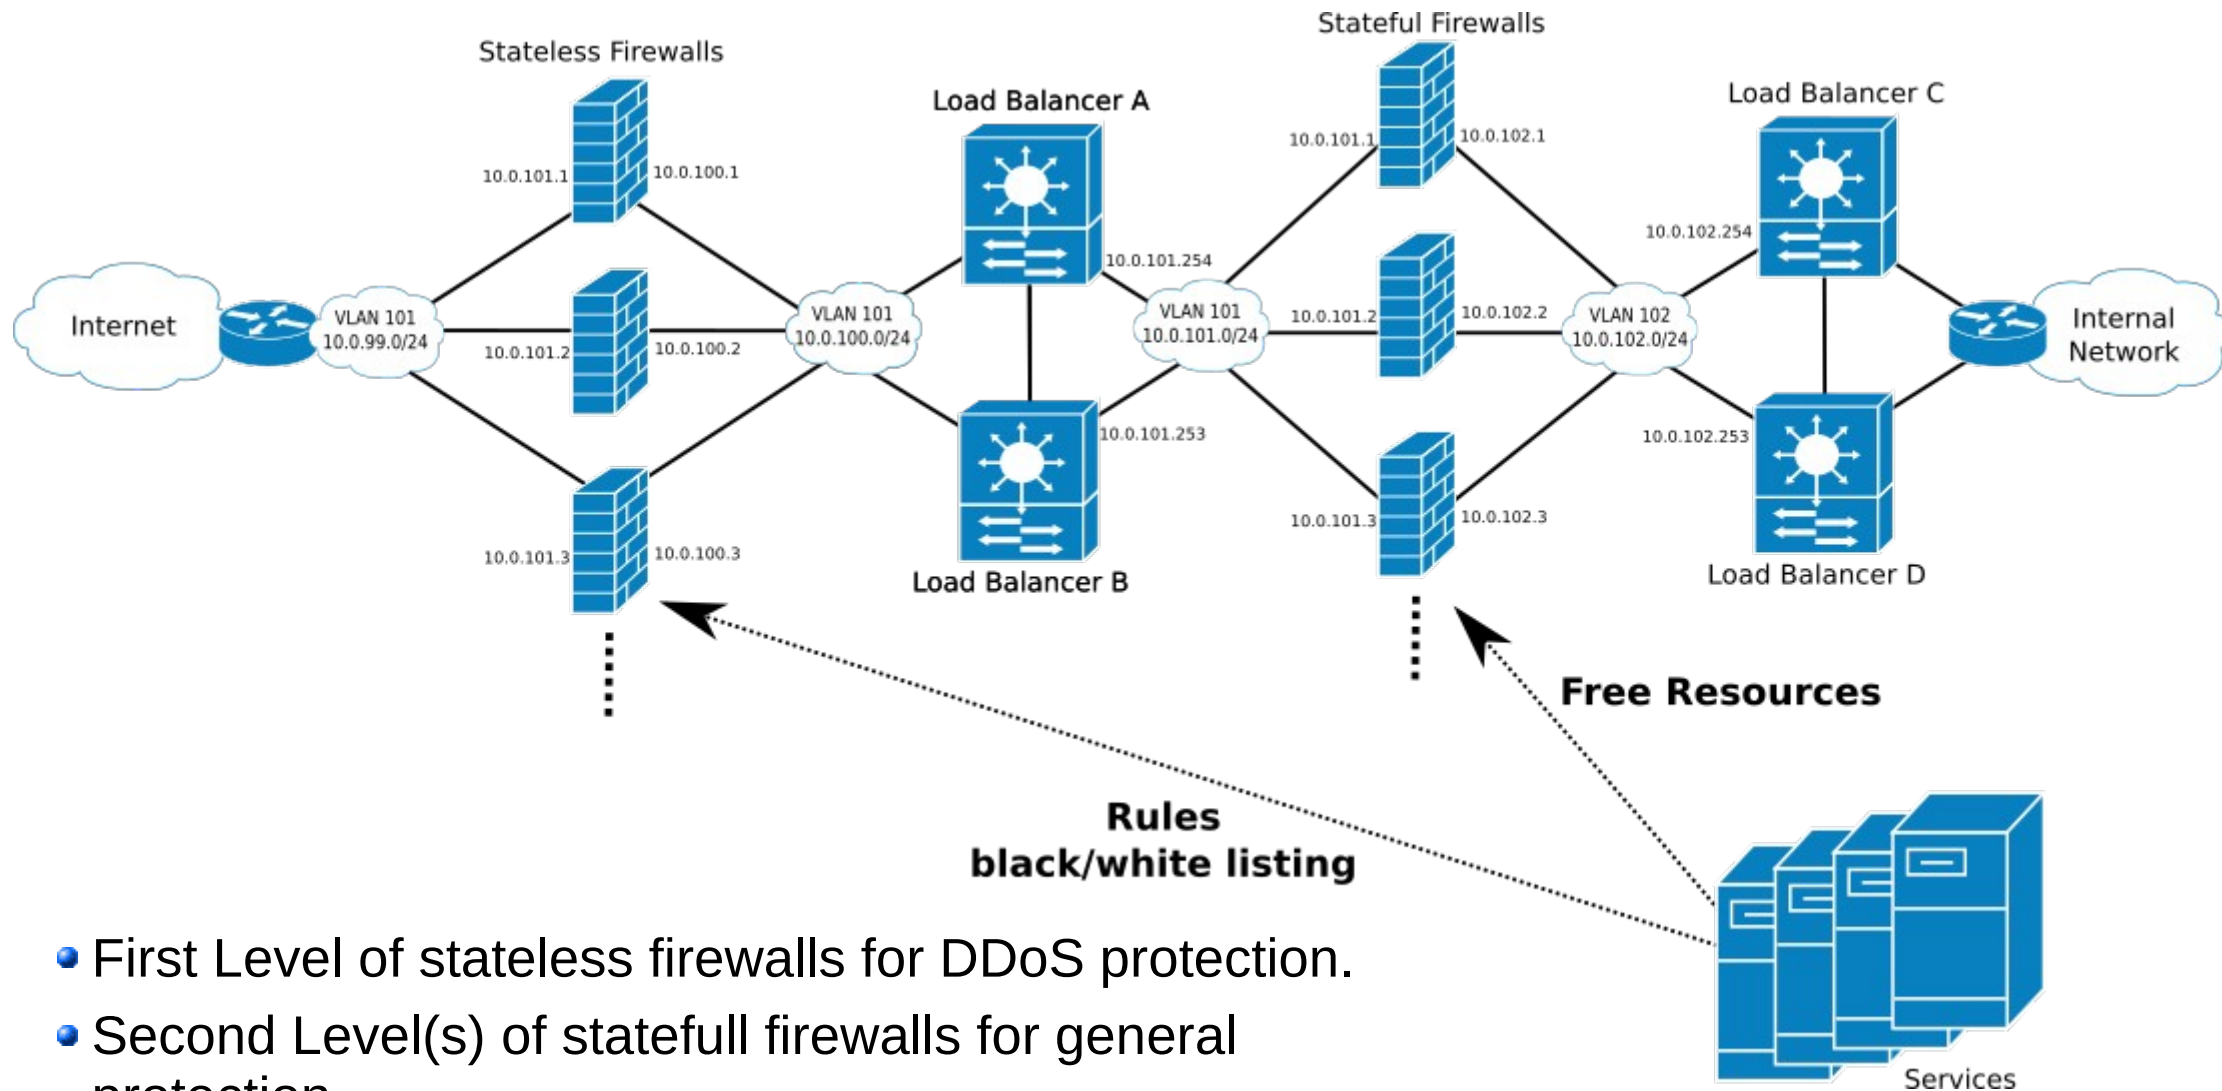 Stateless Firewalls
Stateful Firewalls
Load Balancer A
Load Balancer C
10.0.101.1
10.0.100.1
10.0.101.1
10.0.102.1
10.0.102.254
10.0.101.254
Internet
VLAN 101
10.0.99.0/24
10.0.101.2
10.0.100.2
VLAN 101
10.0.100.0/24
VLAN 101
10.0.101.0/24
10.0.101.2
10.0.102.2
VLAN 102
10.0.102.0/24
Internal
Network
10.0.101.253
10.0.102.253
10.0.101.3
10.0.100.3
10.0.101.3
10.0.102.3
Load Balancer B
Load Balancer D
Free Resources
Rules
black/white listing
First Level of stateless firewalls for DDoS protection.
Second Level(s) of statefull firewalls for general
protection
Services